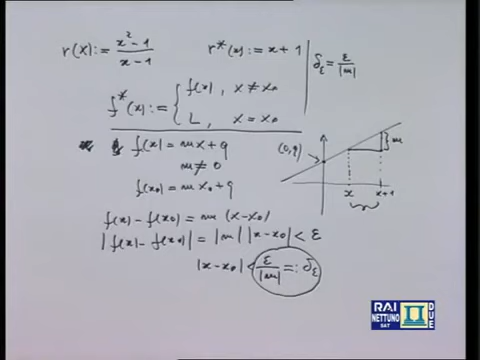 r(x) := x²-1 / x-1    r*(x) := x+1    δ_ε = ε/|m|
f*(x) := { f(x), x ≠ x₀
L, x = x₀
f(x) = mx+q
m ≠ 0
f(x₀) = m x₀ + q
(0,q)
m
x    x+1
f(x) - f(x₀) = m (x-x₀)
|f(x) - f(x₀)| = |m| |x-x₀| < ε
|x-x₀| < ε/|m| =: δ_ε
RAI
NETTUNO
SAT
DUE